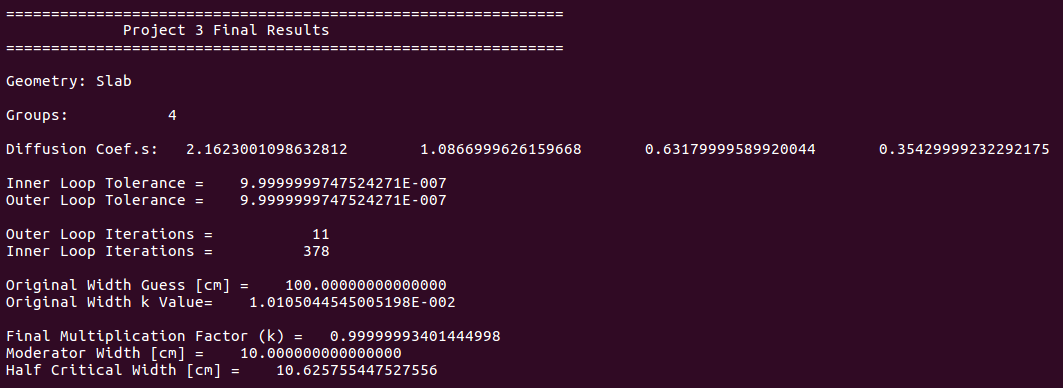 ==============================================================
Project 3 Final Results
==============================================================
Geometry: Slab
Groups: 4
Diffusion Coef.s: 2.1623001098632812 1.0866999626159668 0.63179999589920044 0.35429999232292175
Inner Loop Tolerance = 9.9999999747524271E-007
Outer Loop Tolerance = 9.9999999747524271E-007
Outer Loop Iterations = 11
Inner Loop Iterations = 378
Original Width Guess [cm] = 100.00000000000000
Original Width k Value= 1.0105044545005198E-002
Final Multiplication Factor (k) = 0.99999993401444998
Moderator Width [cm] = 10.000000000000000
Half Critical Width [cm] = 10.625755447527556